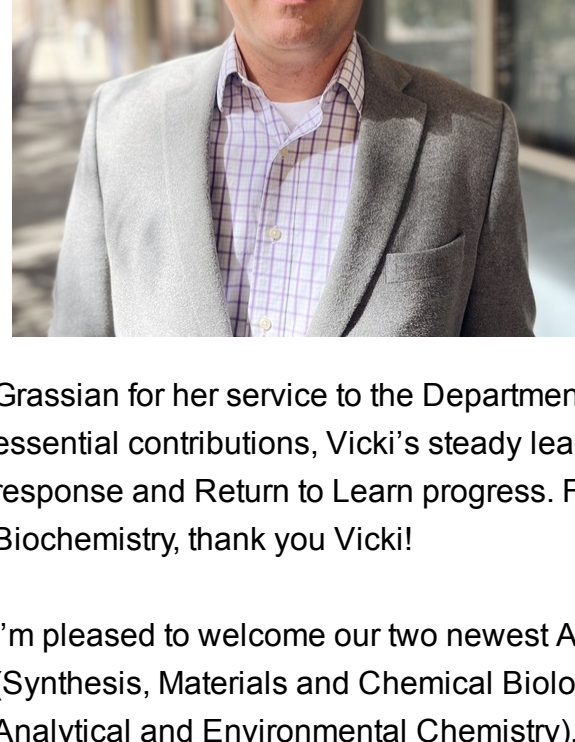 Grassian for her service to the Departmen
essential contributions, Vicki’s steady lea
response and Return to Learn progress. F
Biochemistry, thank you Vicki!
I’m pleased to welcome our two newest A
(Synthesis, Materials and Chemical Biolo
Analytical and Environmental Chemistry).